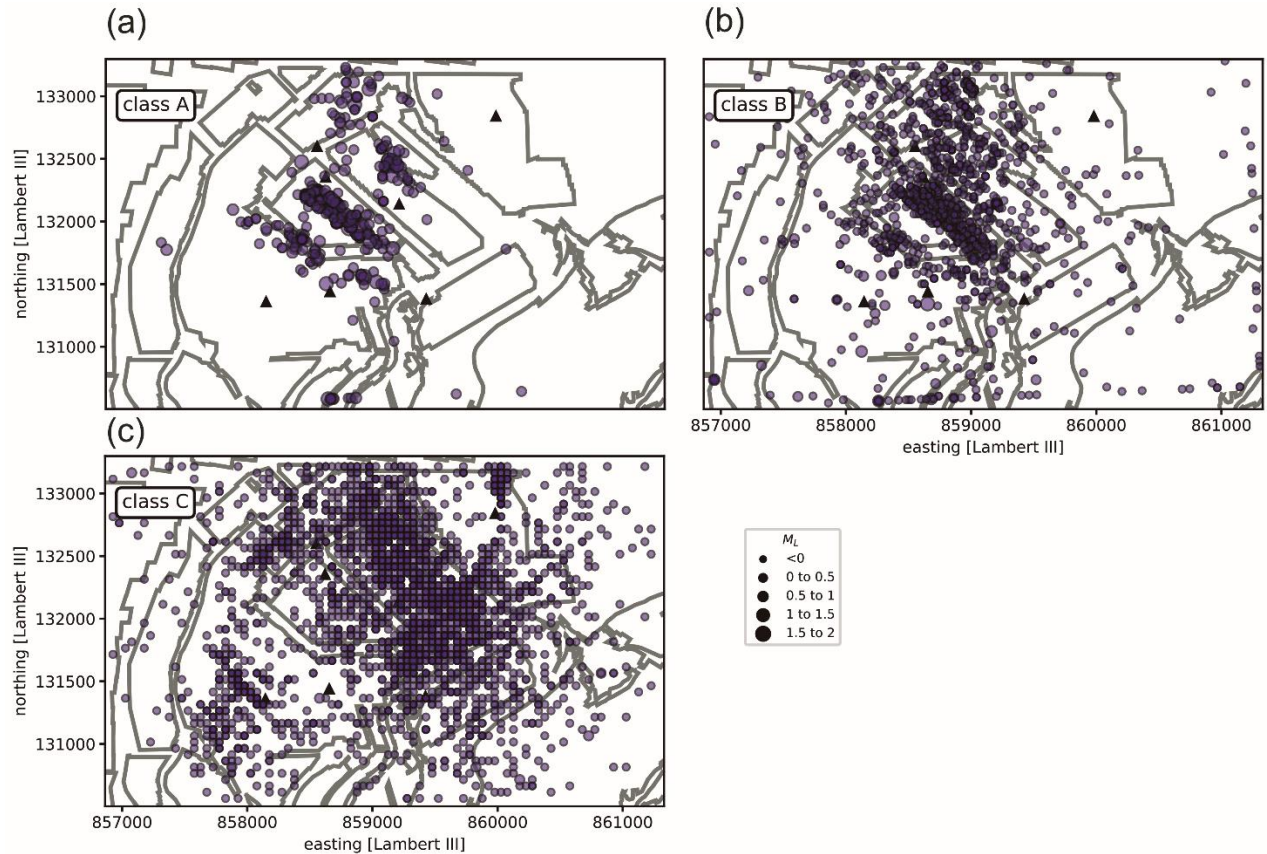 (a)
(b)
133000
132500
132000
131500
131000
northing [Lambert III]
class A
class B
857000 858000 859000 860000 861000
easting [Lambert III]
(c)
133000
132500
132000
131500
131000
northing [Lambert III]
class C
857000 858000 859000 860000 861000
easting [Lambert III]
M_L
<0
0 to 0.5
0.5 to 1
1 to 1.5
1.5 to 2